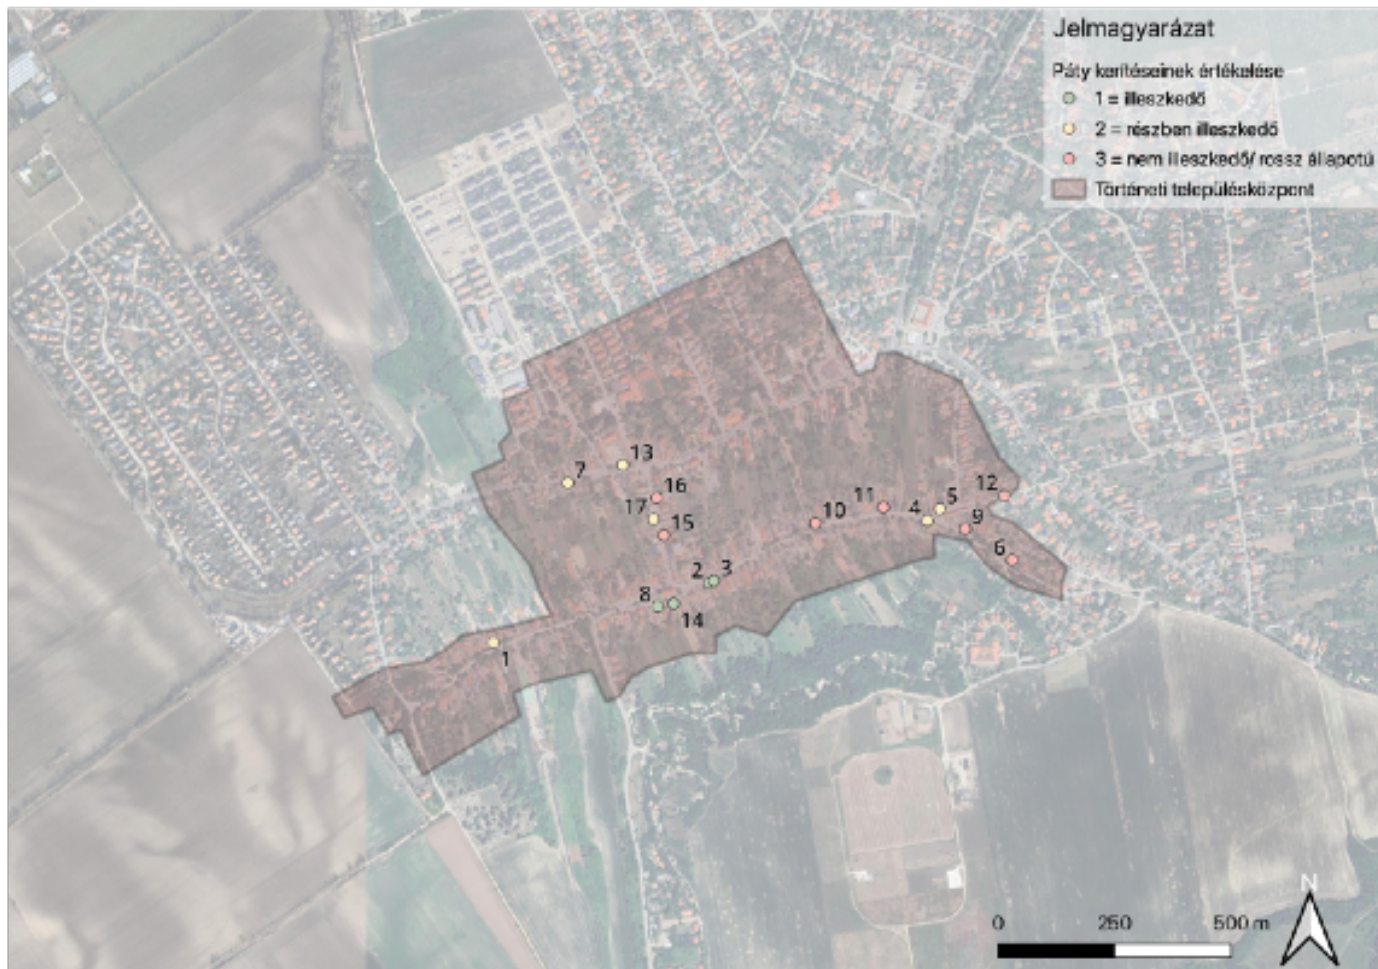 Jelmagyarázat
Páty kerítéseinek értékelése
1 = illeszkedő
2 = részben illeszkedő
3 = nem illeszkedő/ rossz állapotú
Történeti településközpont
13
7
16
17
15
10
11
4
5
12
9
6
2
3
8
14
1
N
0 250 500 m